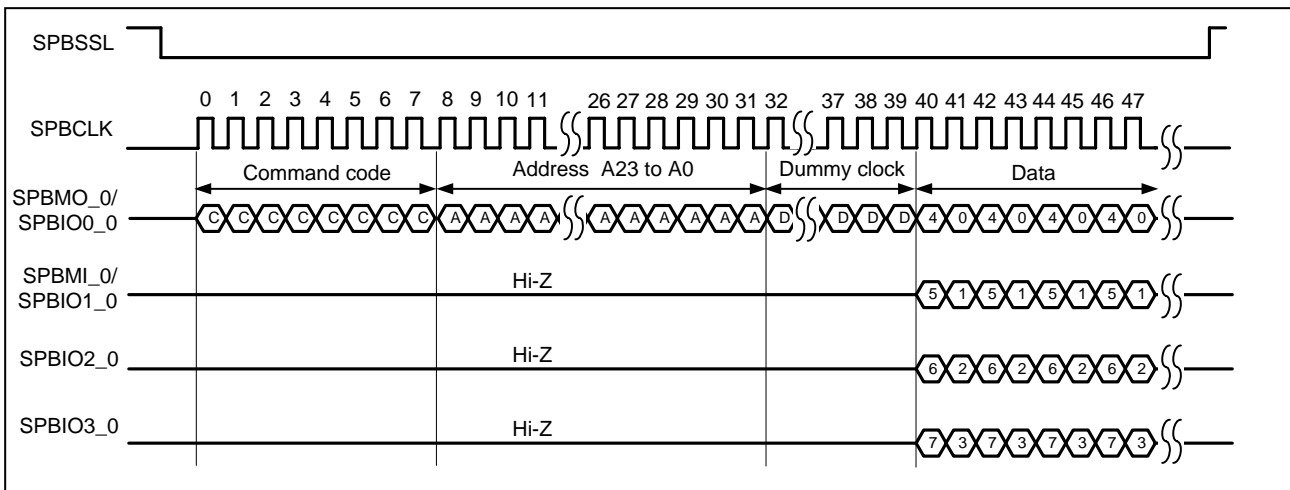 SPBSSL
0 1 2 3 4 5 6 7 8 9 10 11 26 27 28 29 30 31 32 37 38 39 40 41 42 43 44 45 46 47
SPBCLK
Command code Address A23 to A0 Dummy clock Data
SPBMO_0/
SPBIO0_0
C C C C C C C C A A A A A A A A A A D D D D 4 0 4 0 4 0 4 0
SPBMI_0/
SPBIO1_0
Hi-Z
5 1 5 1 5 1 5 1
SPBIO2_0
Hi-Z
6 2 6 2 6 2 6 2
SPBIO3_0
Hi-Z
7 3 7 3 7 3 7 3